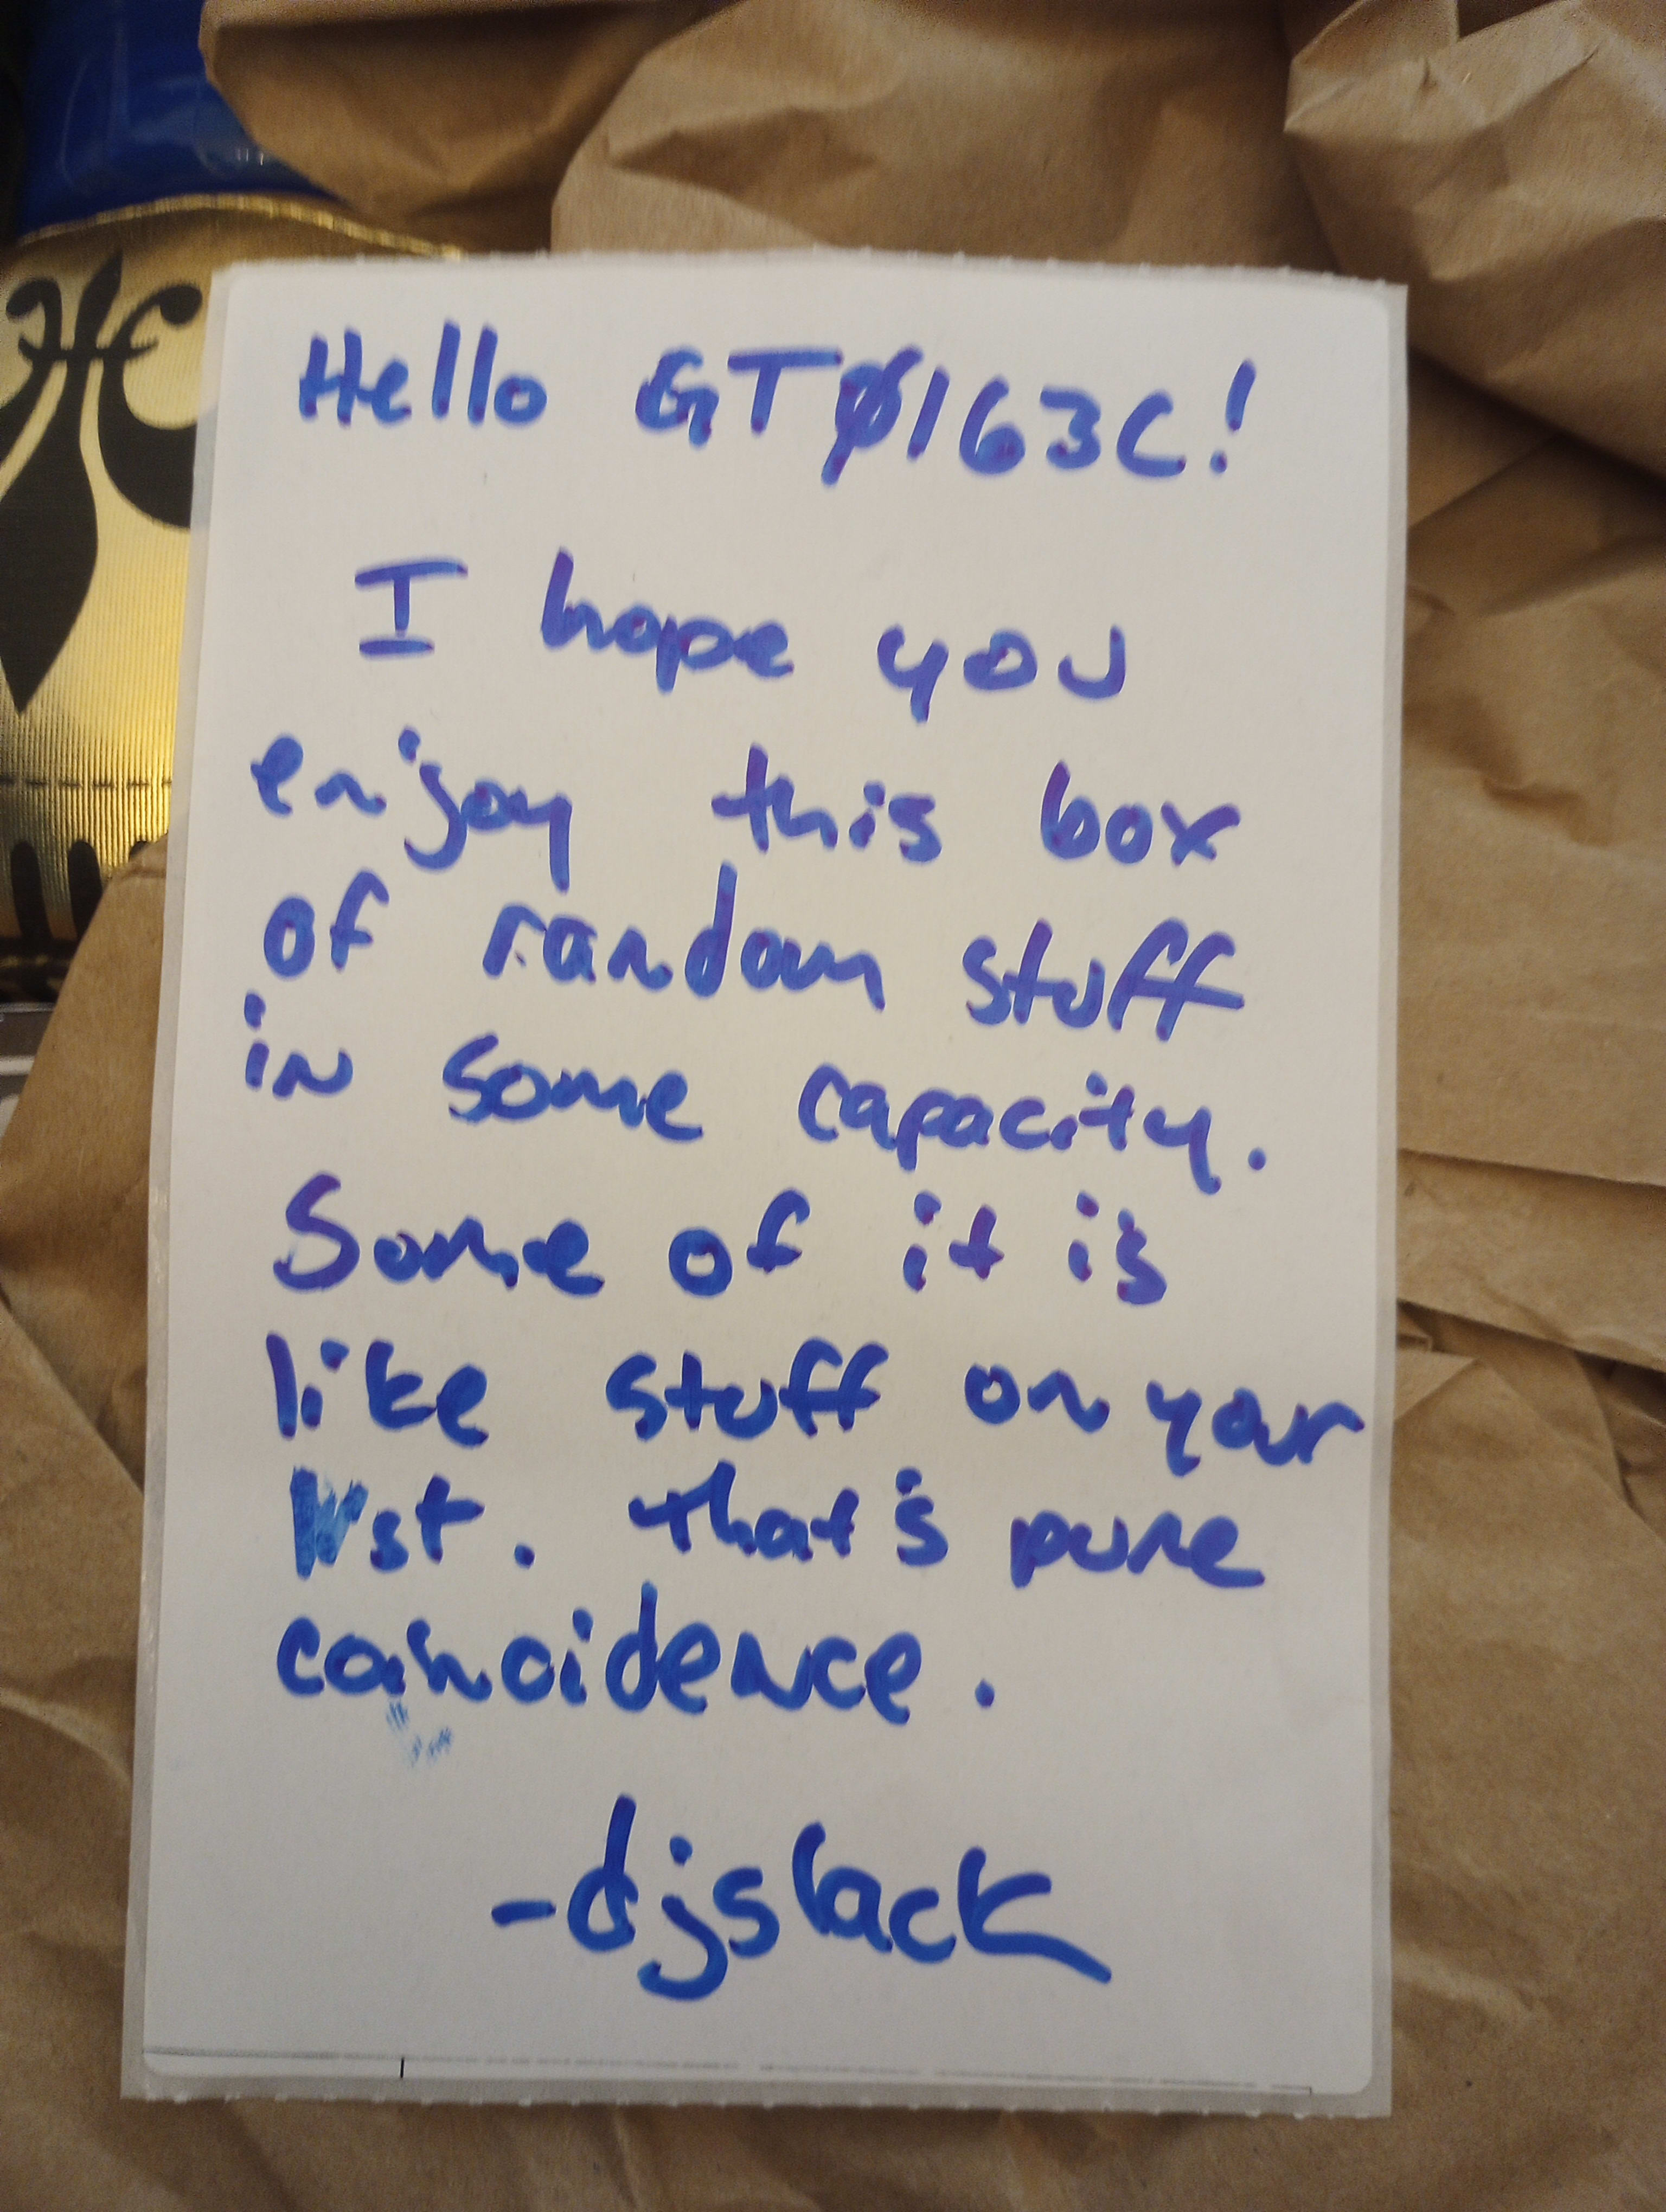 Hello GTØ163C!
I hope you
enjoy this box
of random stuff
in some capacity.
Some of it is
like stuff on your
list. That's pure
coincidence.
-djslack